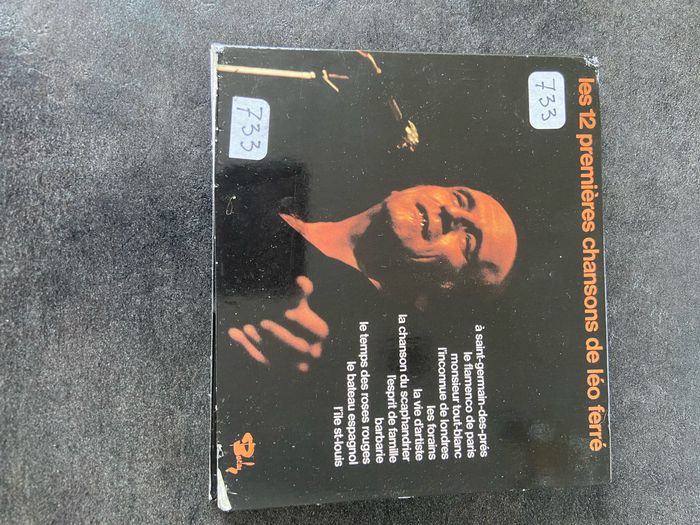 les 12 premières chansons de léo ferré
733
733
à saint-germain-des-prés
le flamenco de paris
monsieur tout-blanc
l'inconnue de londres
les forains
la vie d'artiste
la chanson du scaphandrier
l'esprit de famille
barbarie
le temps des roses rouges
le bateau espagnol
l'île st-louis